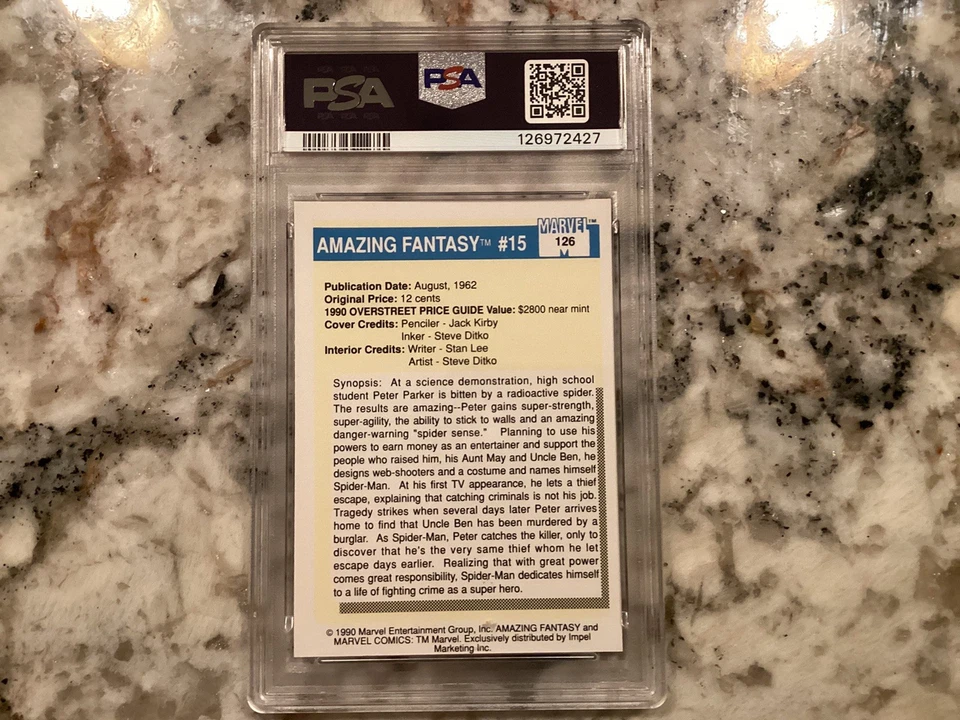 PSA
PSA
126972427
MARVEL™
AMAZING FANTASY™ #15
126
Publication Date: August, 1962
Original Price: 12 cents
1990 OVERSTREET PRICE GUIDE Value: $2800 near mint
Cover Credits: Penciler - Jack Kirby
Inker - Steve Ditko
Interior Credits: Writer - Stan Lee
Artist - Steve Ditko
Synopsis: At a science demonstration, high school
student Peter Parker is bitten by a radioactive spider.
The results are amazing--Peter gains super-strength,
super-agility, the ability to stick to walls and an amazing
danger-warning "spider sense." Planning to use his
powers to earn money as an entertainer and support the
people who raised him, his Aunt May and Uncle Ben, he
designs web-shooters and a costume and names himself
Spider-Man. At his first TV appearance, he lets a thief
escape, explaining that catching criminals is not his job.
Tragedy strikes when several days later Peter arrives
home to find that Uncle Ben has been murdered by a
burglar. As Spider-Man, Peter catches the killer, only to
discover that he's the very same thief whom he let
escape days earlier. Realizing that with great power
comes great responsibility, Spider-Man dedicates himself
to a life of fighting crime as a super hero.
© 1990 Marvel Entertainment Group, Inc. AMAZING FANTASY and
MARVEL COMICS: TM Marvel. Exclusively distributed by Impel
Marketing Inc.